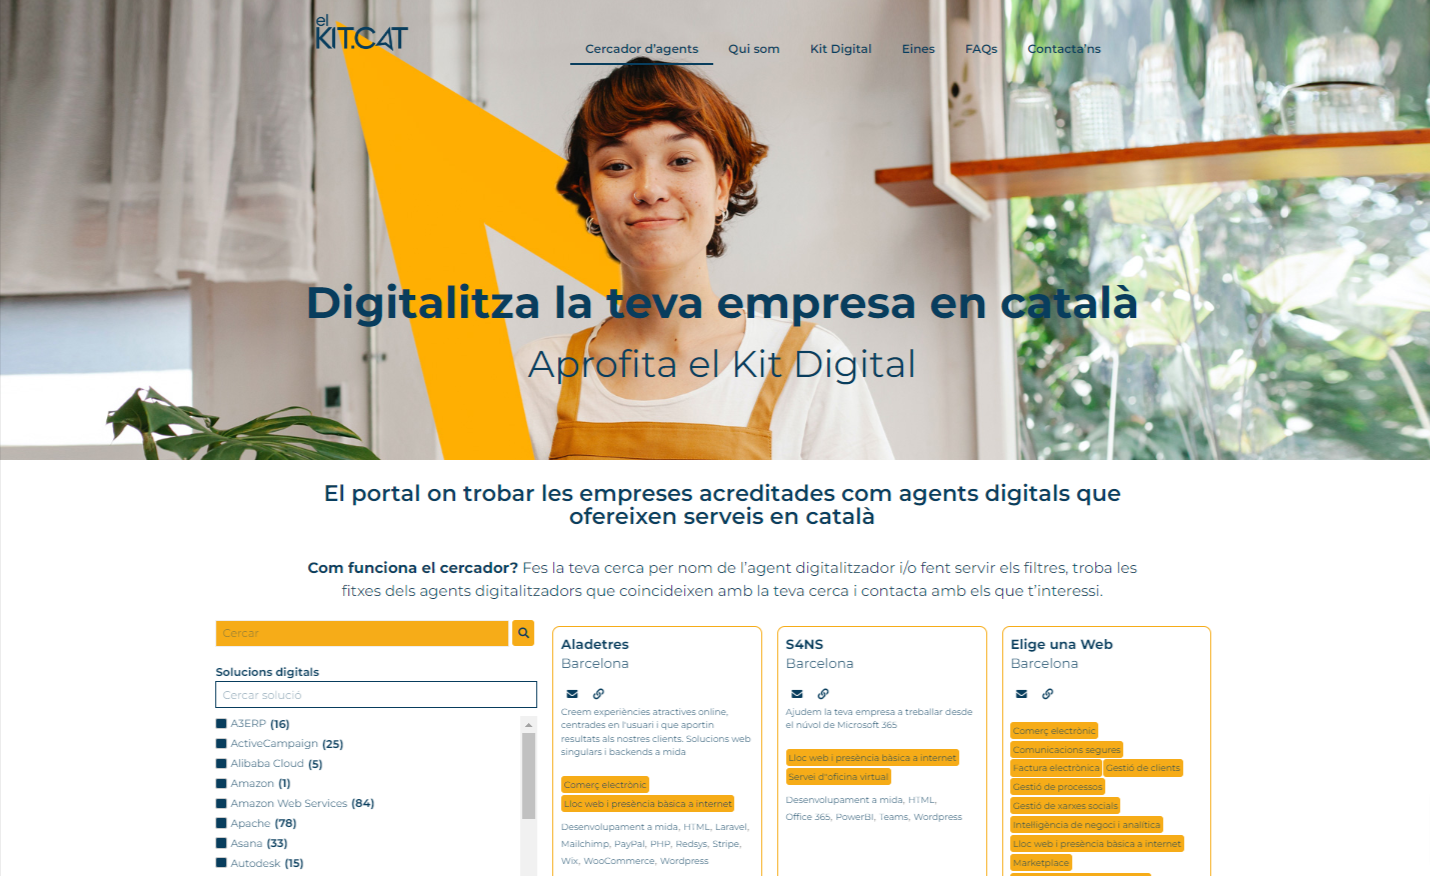 el
KIT.CAT
Cercador d'agents
Qui som
Kit Digital
Eines
FAQs
Contacta'ns
Digitalitza la teva empresa en català
Aprofita el Kit Digital
El portal on trobar les empreses acreditades com agents digitals que
ofereixen serveis en català
Com funciona el cercador? Fes la teva cerca per nom de l'agent digitalitzador i/o fent servir els filtres, troba les
fitxes dels agents digitalitzadors que coincideixen amb la teva cerca i contacta amb els que t'interessi.
Cercar
Solucions digitals
Cercar solució
A3ERP (16)
ActiveCampaign (25)
Alibaba Cloud (5)
Amazon (1)
Amazon Web Services (84)
Apache (78)
Asana (33)
Autodesk (15)
Aladetres
Barcelona
Creem experiències atractives online,
centrades en l'usuari i que aportin
resultats als nostres clients. Solucions web
singulars i backends a mida
Comerç electrònic
Lloc web i presència bàsica a internet
Desenvolupament a mida, HTML, Laravel,
Mailchimp, PayPal, PHP, Redsys, Stripe,
Wix, WooCommerce, Wordpress
S4NS
Barcelona
Ajudem la teva empresa a treballar desde
el núvol de Microsoft 365
Lloc web i presència bàsica a internet
Servei d"oficina virtual
Desenvolupament a mida, HTML,
Office 365, PowerBI, Teams, Wordpress
Elige una Web
Barcelona
Comerç electrònic
Comunicacions segures
Factura electrònica Gestió de clients
Gestió de processos
Gestió de xarxes socials
Intel·ligència de negoci i analítica
Lloc web i presència bàsica a internet
Marketplace